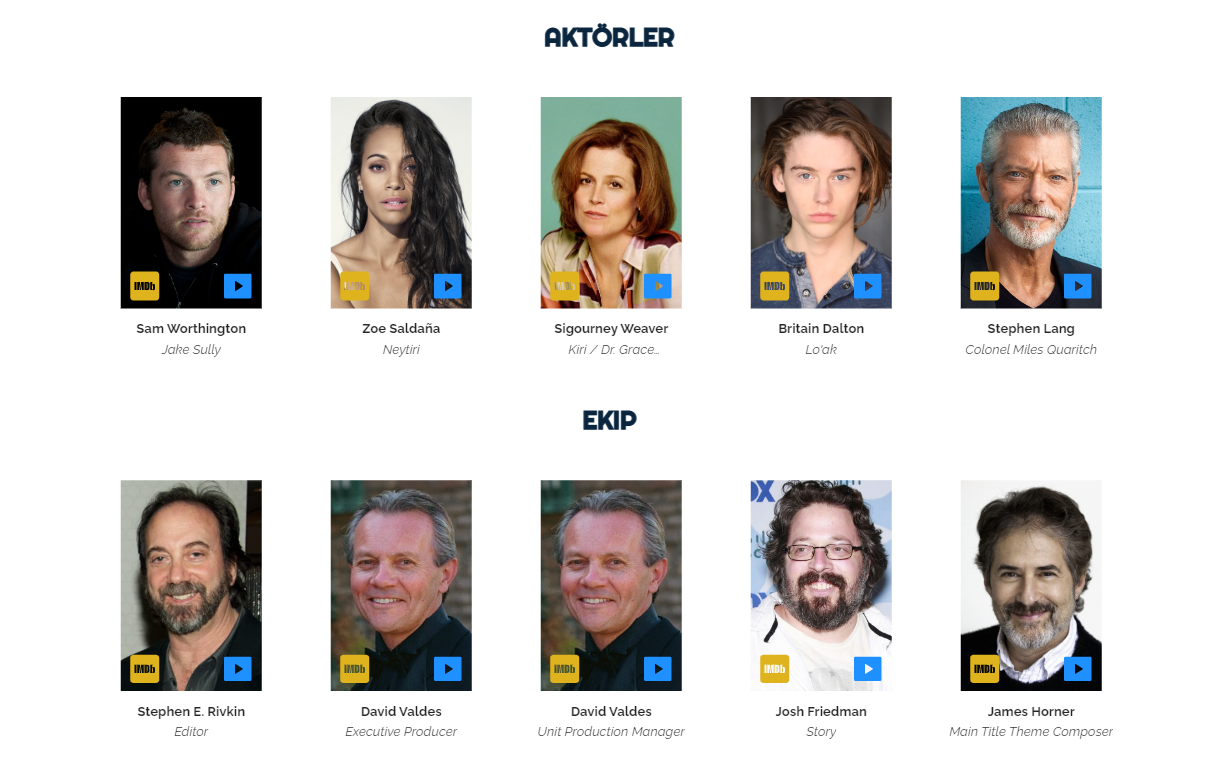 AKTÖRLER
IMDb IMDb IMDb IMDb IMDb
Sam Worthington Zoe Saldaña Sigourney Weaver Britain Dalton Stephen Lang
Jake Sully Neytiri Kiri / Dr. Grace... Lo'ak Colonel Miles Quaritch
EKIP
IMDb IMDb IMDb IMDb IMDb
Stephen E. Rivkin David Valdes David Valdes Josh Friedman James Horner
Editor Executive Producer Unit Production Manager Story Main Title Theme Composer